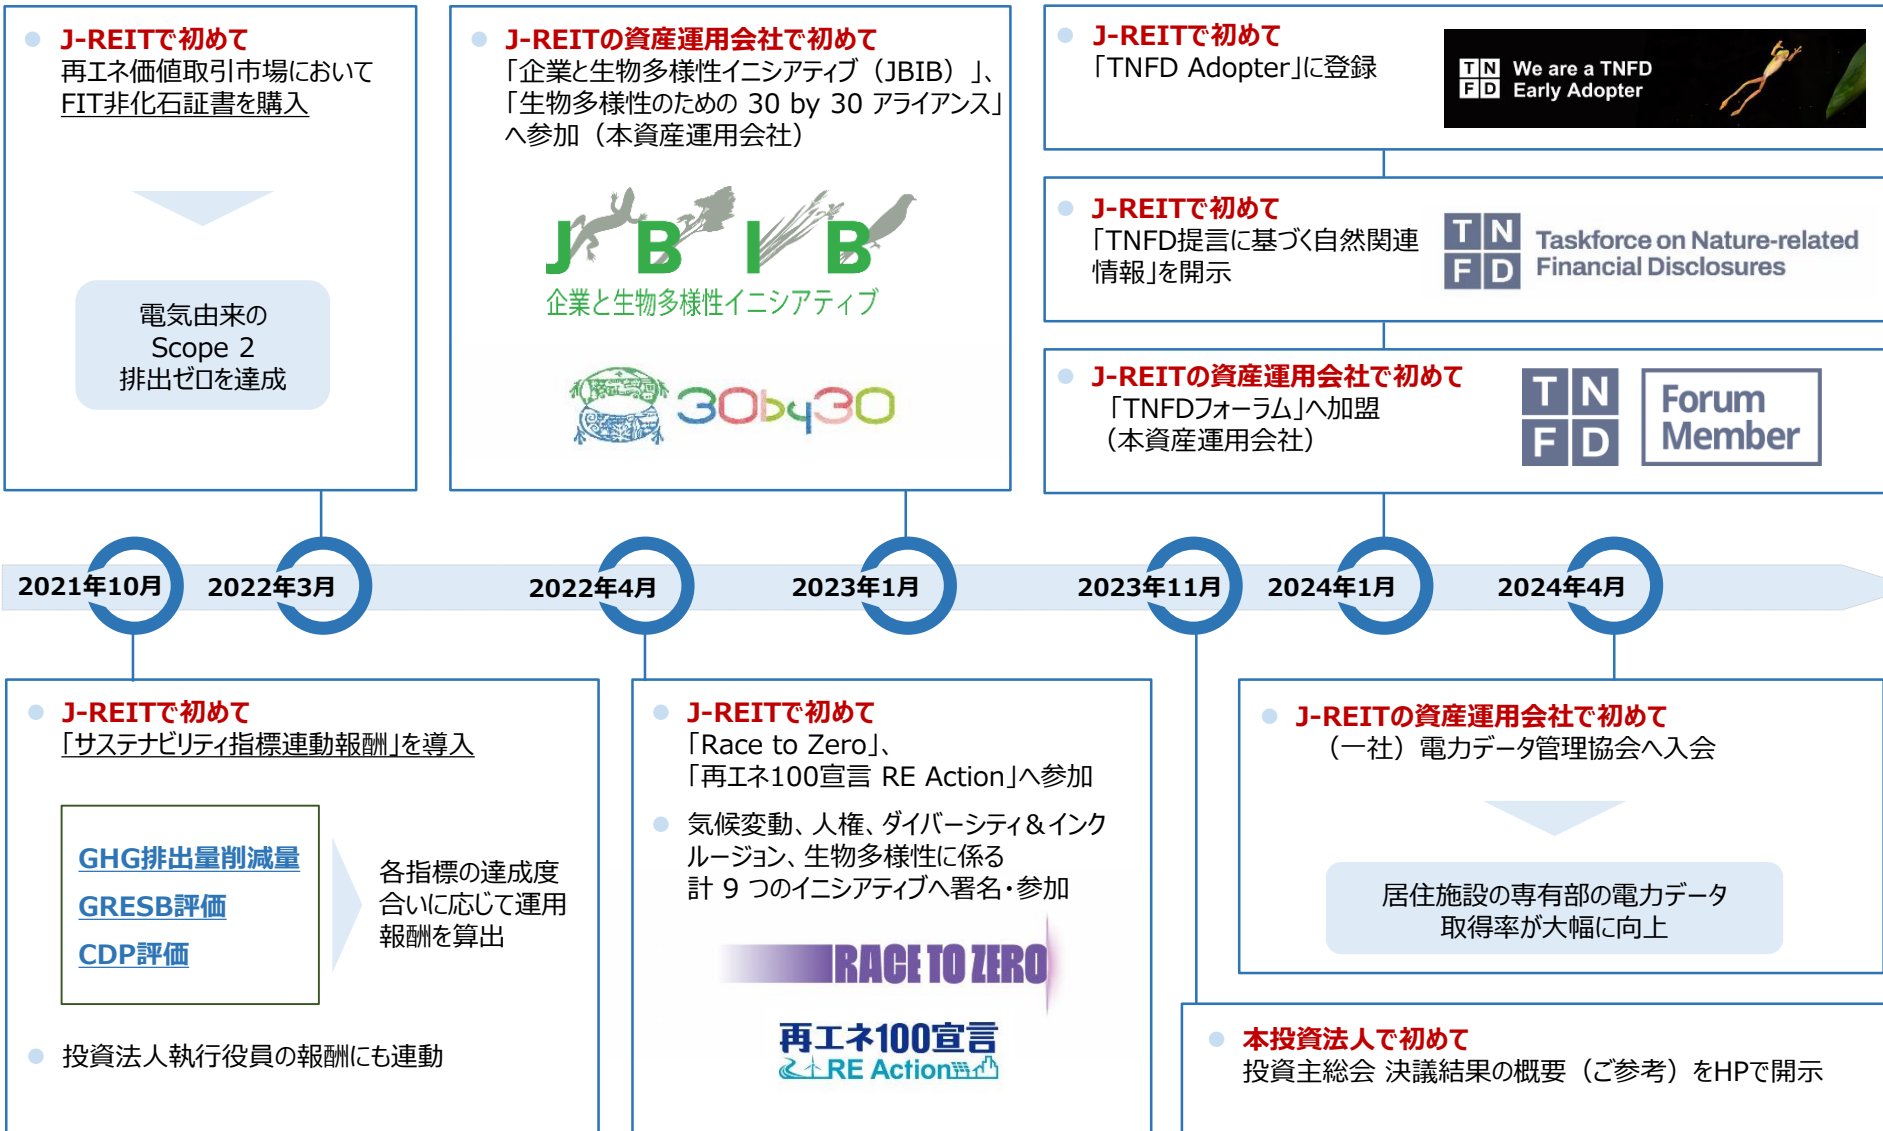 J-REITで初めて
再エネ価値取引市場において
FIT非化石証書を購入
電気由来の
Scope 2
排出ゼロを達成
J-REITの資産運用会社で初めて
「企業と生物多様性イニシアティブ（JBIB）」、
「生物多様性のための 30 by 30 アライアンス」
へ参加（本資産運用会社）
JBIB
企業と生物多様性イニシアティブ
30by30
J-REITで初めて
「TNFD Adopter」に登録
TN
FD
We are a TNFD
Early Adopter
J-REITで初めて
「TNFD提言に基づく自然関連
情報」を開示
TN
FD
Taskforce on Nature-related
Financial Disclosures
J-REITの資産運用会社で初めて
「TNFDフォーラム」へ加盟
（本資産運用会社）
TN
FD
Forum
Member
2021年10月
2022年3月
2022年4月
2023年1月
2023年11月
2024年1月
2024年4月
J-REITで初めて
「サステナビリティ指標連動報酬」を導入
GHG排出量削減量
GRESB評価
CDP評価
各指標の達成度
合いに応じて運用
報酬を算出
投資法人執行役員の報酬にも連動
J-REITで初めて
「Race to Zero」、
「再エネ100宣言 RE Action」へ参加
気候変動、人権、ダイバーシティ＆インク
ルージョン、生物多様性に係る
計 9 つのイニシアティブへ署名・参加
RACE TO ZERO
再エネ100宣言
RE Action
J-REITの資産運用会社で初めて
（一社）電力データ管理協会へ入会
居住施設の専有部の電力データ
取得率が大幅に向上
本投資法人で初めて
投資主総会 決議結果の概要（ご参考）をHPで開示